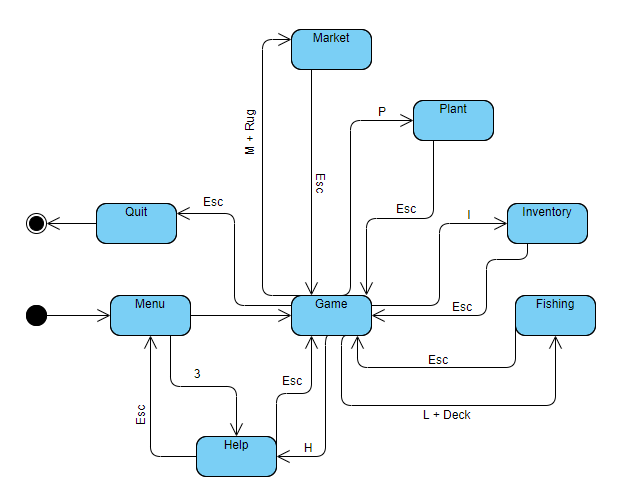 Market
Plant
P
M + Rug
Esc
Quit
Esc
Esc
I
Inventory
Menu
Game
Esc
Fishing
Esc
3
Esc
Esc
L + Deck
Help
H